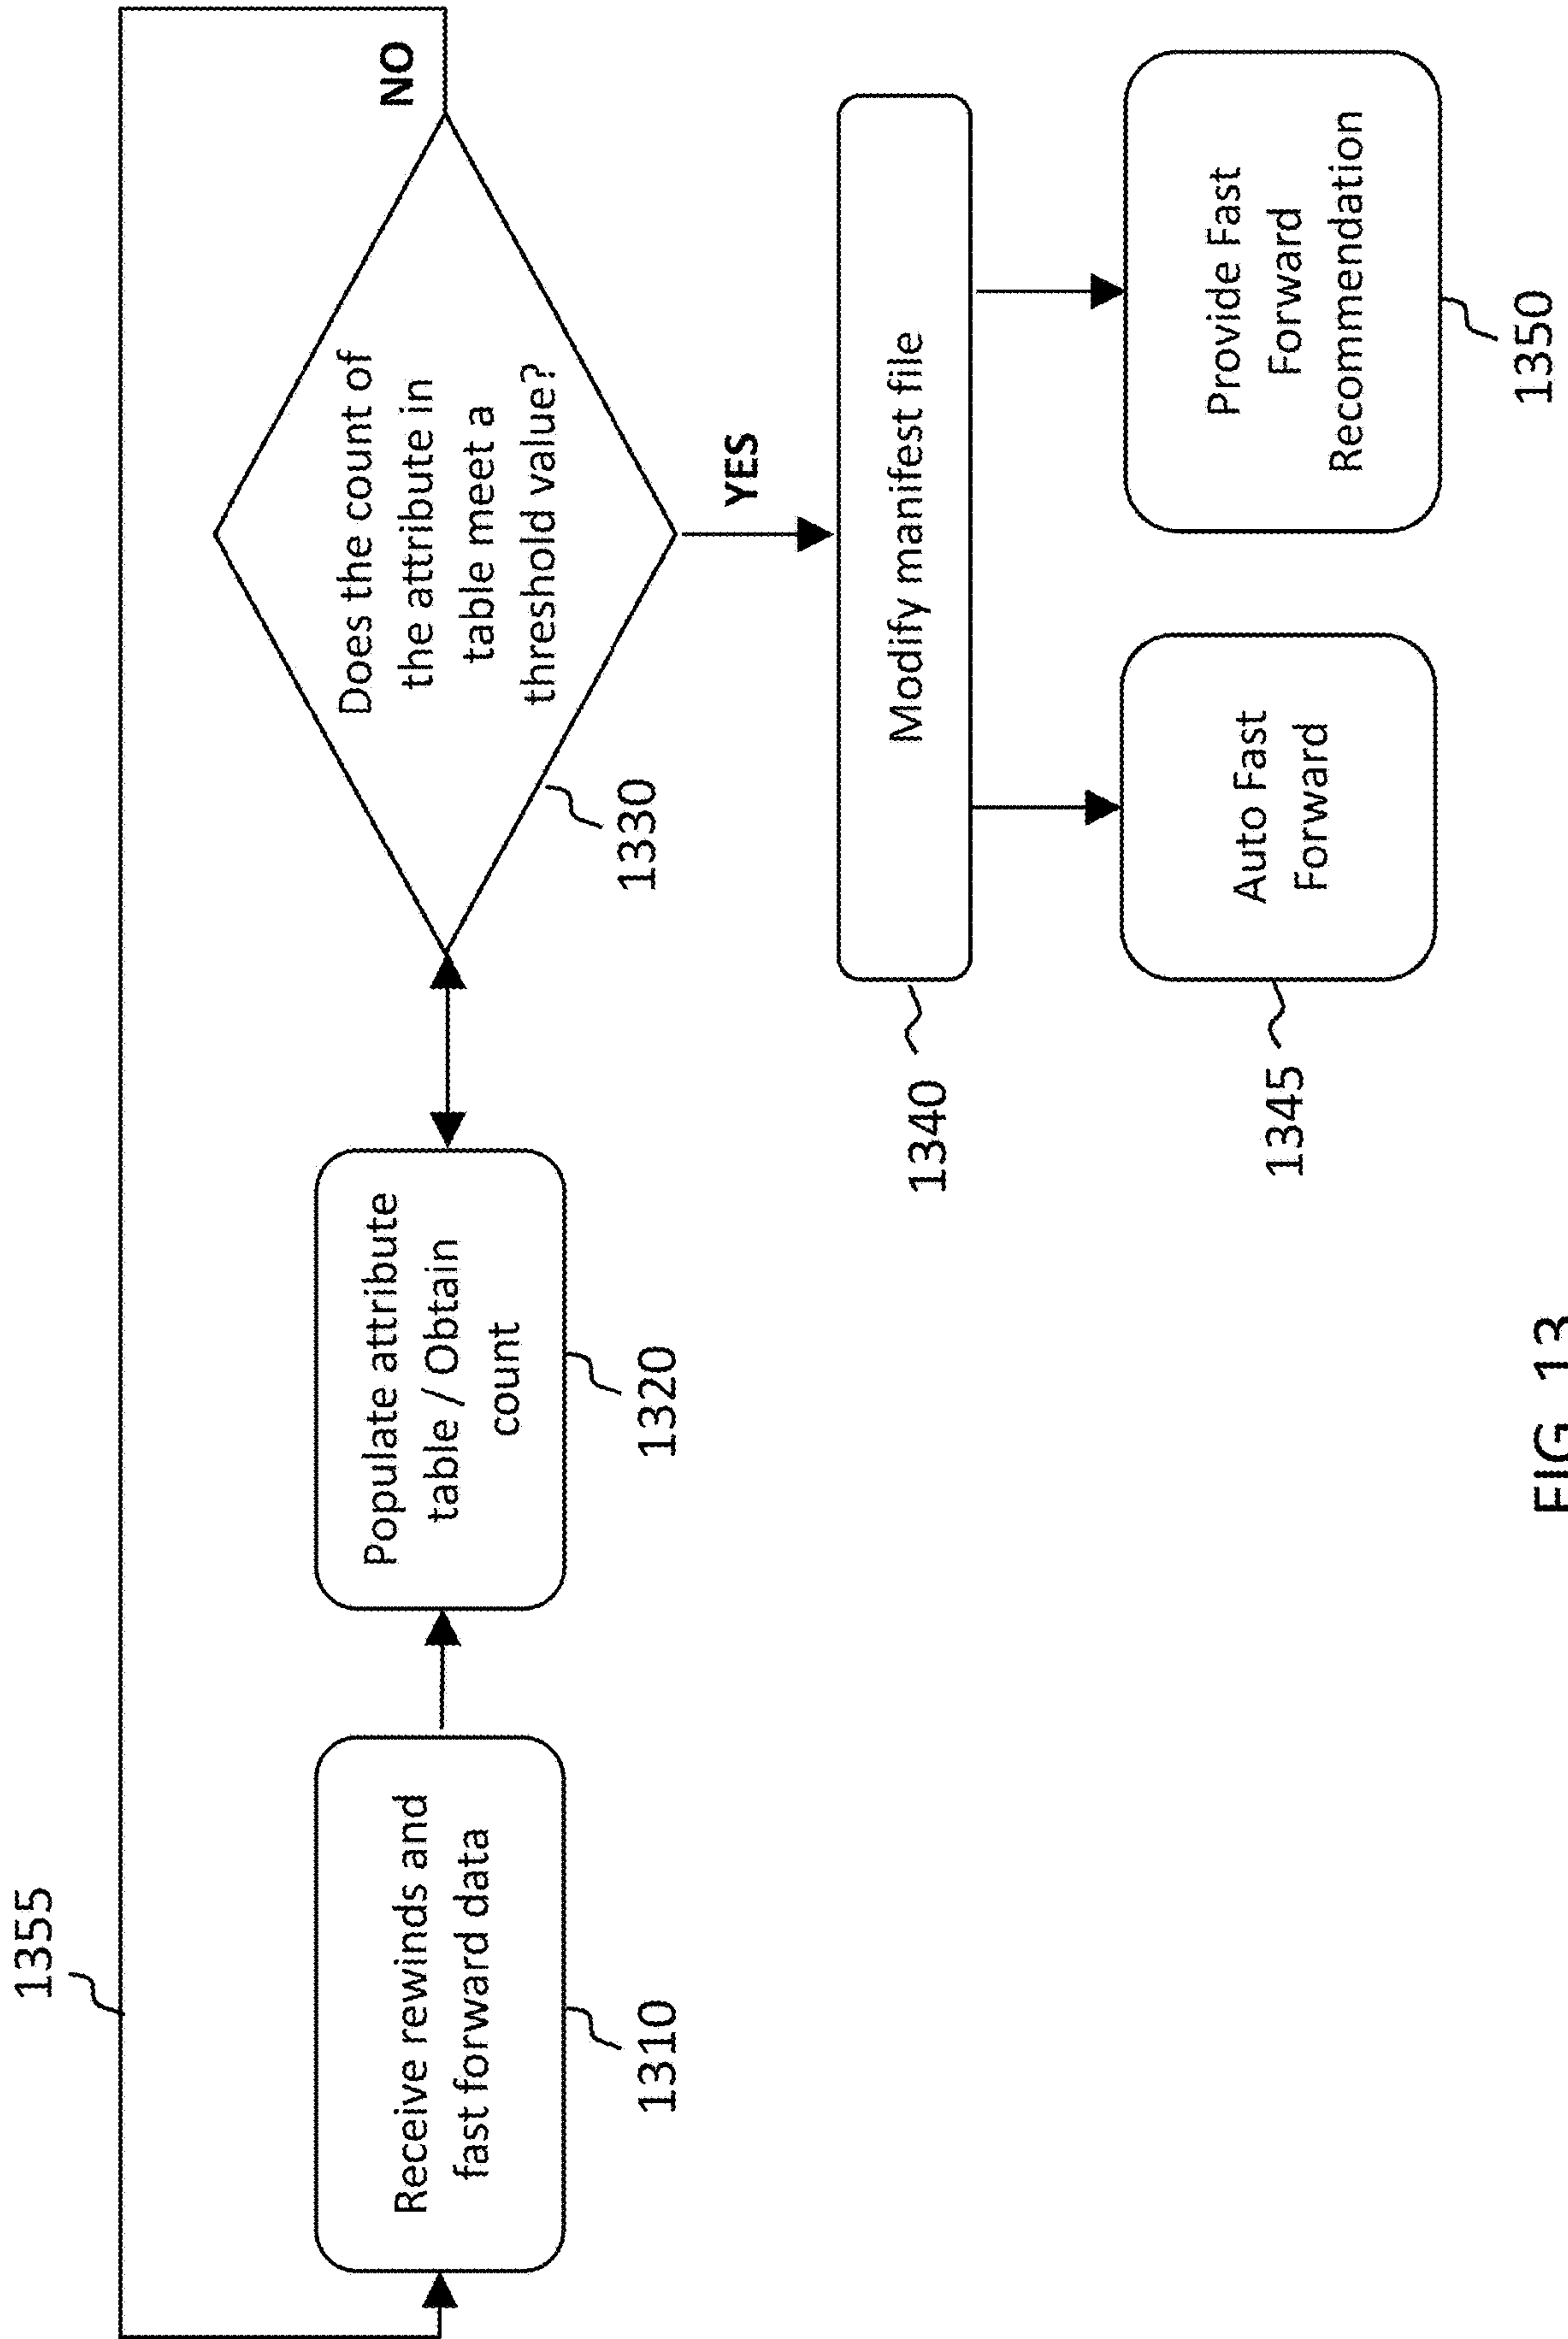 1355
NO
Receive rewinds and
fast forward data
1310
Populate attribute
table / Obtain
count
1320
Does the count of
the attribute in
table meet a
threshold value?
1330
YES
1340
Modify manifest file
1345
Auto Fast
Forward
Provide Fast
Forward
Recommendation
1350
FIG. 13